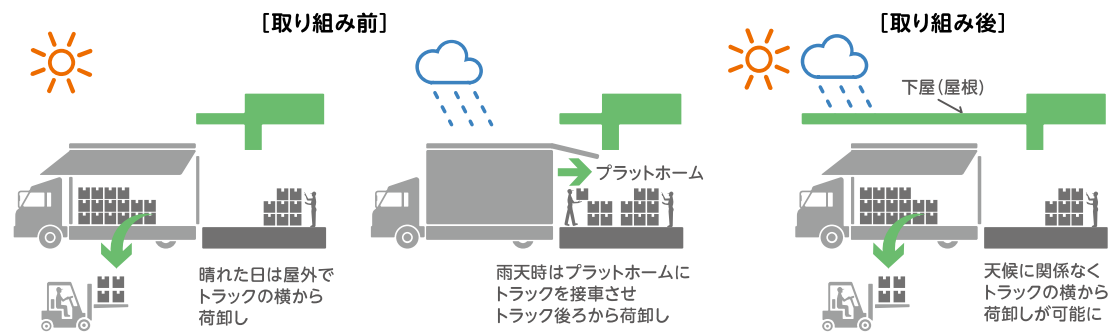 [取り組み前]
晴れた日は屋外で
トラックの横から
荷卸し
プラットホーム
雨天時はプラットホームに
トラックを接車させ
トラック後ろから荷卸し
[取り組み後]
下屋(屋根)
天候に関係なく
トラックの横から
荷卸しが可能に